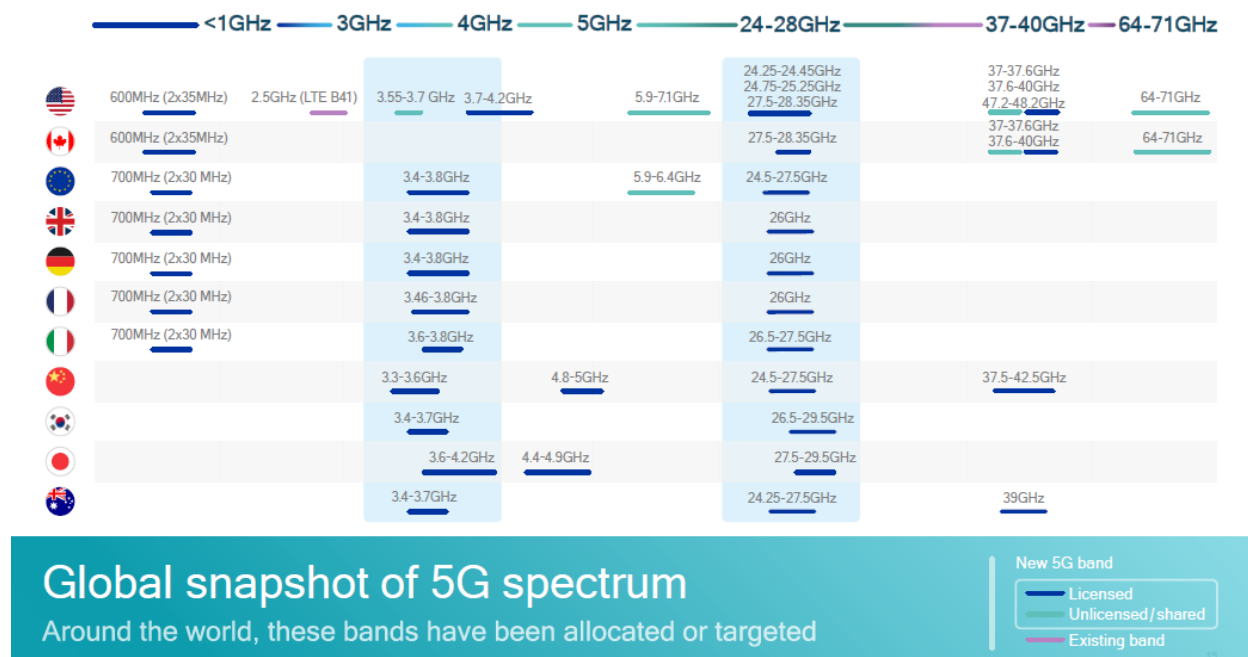 <1GHz 3GHz 4GHz 5GHz 24-28GHz 37-40GHz 64-71GHz
24.25-24.45GHz 37-37.6GHz
600MHz (2x35MHz) 2.5GHz (LTE B41) 3.55-3.7 GHz 3.7-4.2GHz 5.9-7.1GHz 24.75-25.25GHz 37.6-40GHz 64-71GHz
27.5-28.35GHz 47.2-48.2GHz
37-37.6GHz
600MHz (2x35MHz) 27.5-28.35GHz 37.6-40GHz 64-71GHz
700MHz (2x30 MHz) 3.4-3.8GHz 5.9-6.4GHz 24.5-27.5GHz
700MHz (2x30 MHz) 3.4-3.8GHz 26GHz
700MHz (2x30 MHz) 3.4-3.8GHz 26GHz
700MHz (2x30 MHz) 3.46-3.8GHz 26GHz
700MHz (2x30 MHz) 3.6-3.8GHz 26.5-27.5GHz
3.3-3.6GHz 4.8-5GHz 24.5-27.5GHz 37.5-42.5GHz
3.4-3.7GHz 26.5-29.5GHz
3.6-4.2GHz 4.4-4.9GHz 27.5-29.5GHz
3.4-3.7GHz 24.25-27.5GHz 39GHz
Global snapshot of 5G spectrum
Around the world, these bands have been allocated or targeted
New 5G band
Licensed
Unlicensed/shared
Existing band